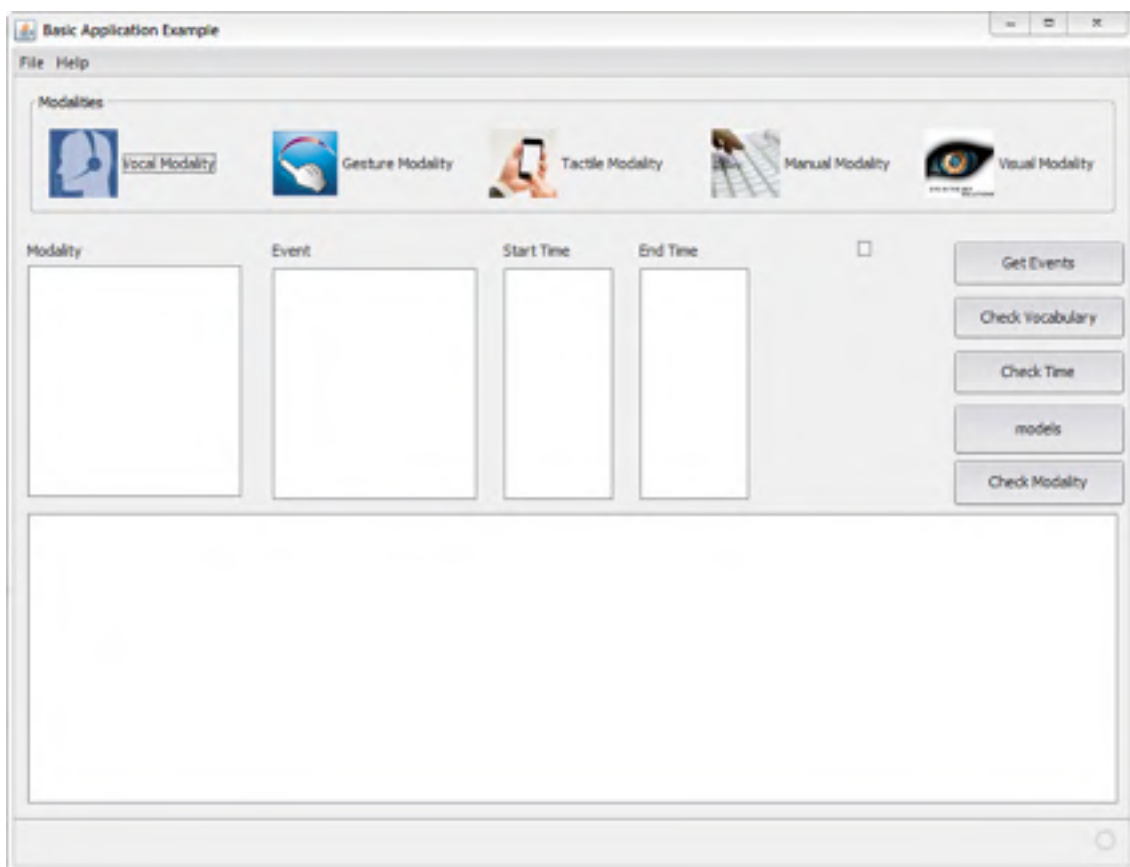 Basic Application Example
File Help
Modalities
Vocal Modality Gesture Modality Tactile Modality Manual Modality Visual Modality
Modality Event Start Time End Time
Get Events
Check Vocabulary
Check Time
models
Check Modality